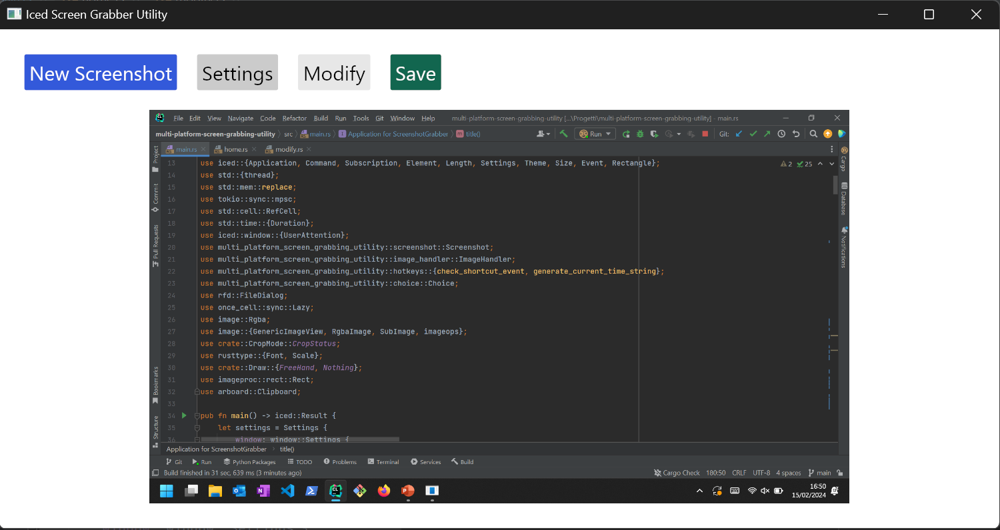 Iced Screen Grabber Utility
New Screenshot Settings Modify Save
File Edit View Navigate Code Refactor Build Run Tools Git Window Help multi-platform-screen-grabbing-utility [...\Progetti\multi-platform-screen-grabbing-utility] - main.rs
multi-platform-screen-grabbing-utility src main.rs Application for ScreenshotGrabber title() Run Git:
main.rs home.rs modify.rs
Project
Commit
Pull Requests
Bookmarks
Structure
13 use iced::{Application, Command, Subscription, Element, Length, Settings, Theme, Size, Event, Rectangle};
14 use std::{thread};
15 use std::mem::replace;
16 use tokio::sync::mpsc;
17 use std::cell::RefCell;
18 use std::time::{Duration};
19 use iced::window::{UserAttention};
20 use multi_platform_screen_grabbing_utility::screenshot::Screenshot;
21 use multi_platform_screen_grabbing_utility::image_handler::ImageHandler;
22 use multi_platform_screen_grabbing_utility::hotkeys::{check_shortcut_event, generate_current_time_string};
23 use multi_platform_screen_grabbing_utility::choice::Choice;
24 use rfd::FileDialog;
25 use once_cell::sync::Lazy;
26 use image::Rgba;
27 use image::{GenericImageView, RgbaImage, SubImage, imageops};
28 use crate::CropMode::CropStatus;
29 use rusttype::{Font, Scale};
30 use crate::Draw::{FreeHand, Nothing};
31 use imageproc::rect::Rect;
32 use arboard::Clipboard;
33
34 pub fn main() -> iced::Result {
35 let settings = Settings {
36 window: window::Settings {
2 25
Cargo
Database
Notifications
Application for ScreenshotGrabber title()
Git Run Python Packages TODO Problems Terminal Services Build
Build finished in 31 sec, 639 ms (3 minutes ago) Cargo Check 180:50 CRLF UTF-8 4 spaces main
16:50
15/02/2024